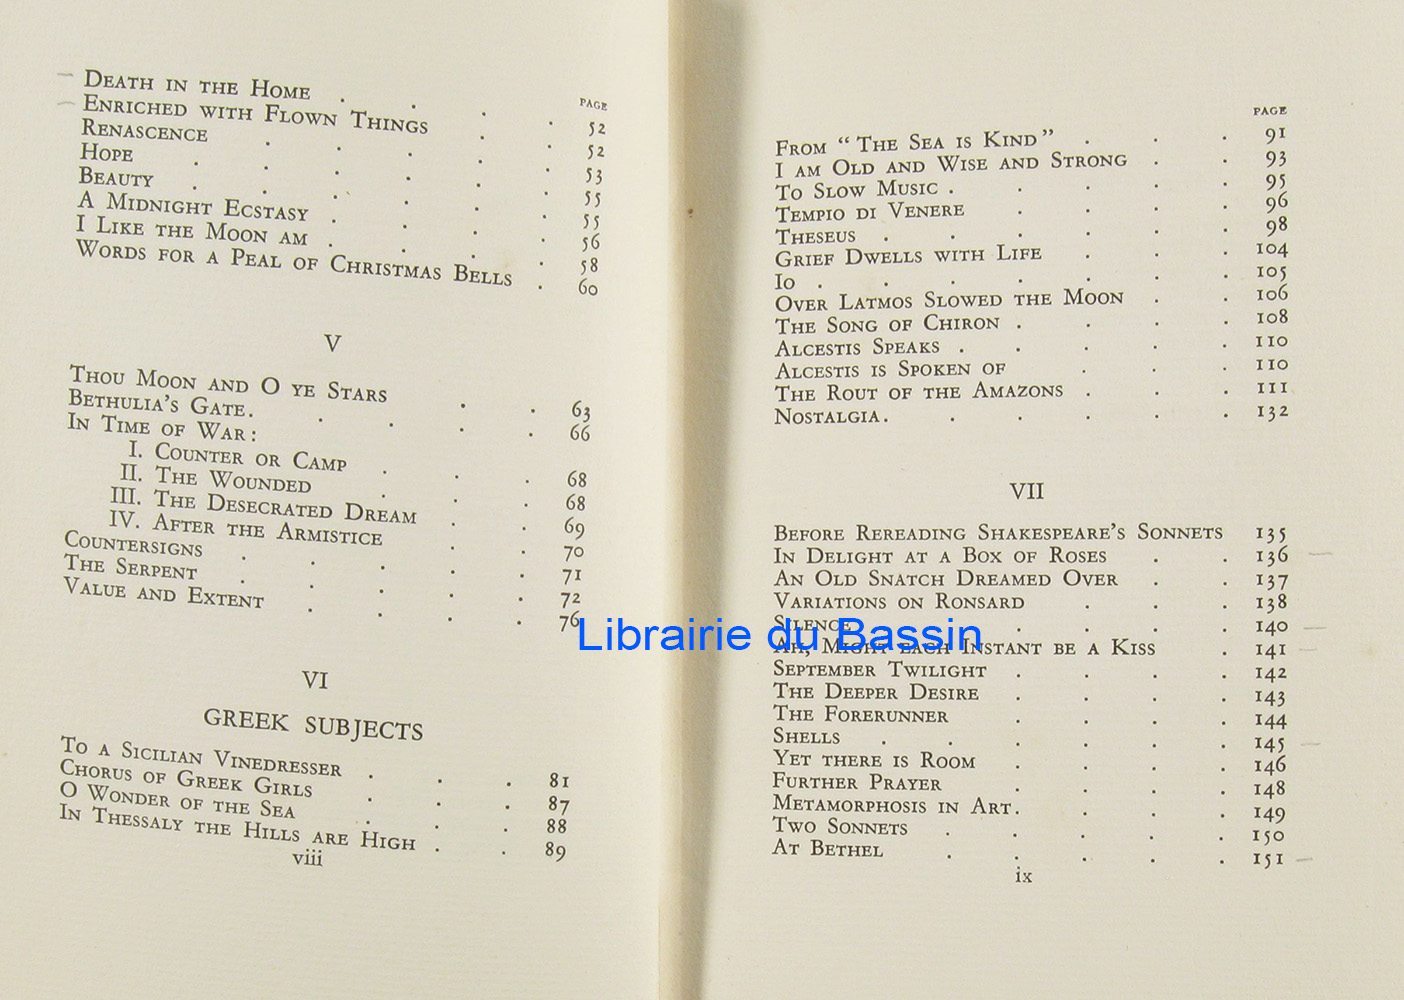 PAGE
Death in the Home . . . . 52
Enriched with Flown Things . . 52
Renascence . . . . . 53
Hope . . . . . . 55
Beauty . . . . . 55
A Midnight Ecstasy . . . . 56
I Like the Moon am . . . . 58
Words for a Peal of Christmas Bells . 60
V
Thou Moon and O ye Stars . . 63
Bethulia's Gate . . . . . 66
In Time of War:
I. Counter or Camp . . . 68
II. The Wounded . . . 68
III. The Desecrated Dream . . 69
IV. After the Armistice . . 70
Countersigns . . . . . 71
The Serpent . . . . . 72
Value and Extent . . . . 76
VI
GREEK SUBJECTS
To a Sicilian Vinedresser . . . 81
Chorus of Greek Girls . . . 87
O Wonder of the Sea . . . 88
In Thessaly the Hills are High . . 89
viii
PAGE
From "The Sea is Kind" . . . 91
I am Old and Wise and Strong . . 93
To Slow Music . . . . . 95
Tempio di Venere . . . . 96
Theseus . . . . . . 98
Grief Dwells with Life . . . 104
Io . . . . . . . 105
Over Latmos Slowed the Moon . . 106
The Song of Chiron . . . . 108
Alcestis Speaks . . . . . 110
Alcestis is Spoken of . . . 110
The Rout of the Amazons . . . 111
Nostalgia . . . . . . 132
VII
Before Rereading Shakespeare's Sonnets 135
In Delight at a Box of Roses . . 136
An Old Snatch Dreamed Over . . 137
Variations on Ronsard . . . 138
Silence . . . . 140
Librairie du Bassin
Ah, Might each Instant be a Kiss . 141
September Twilight . . . . 142
The Deeper Desire . . . . 143
The Forerunner . . . . 144
Shells . . . . . . 145
Yet there is Room . . . . 146
Further Prayer . . . . 148
Metamorphosis in Art . . . . 149
Two Sonnets . . . . . 150
At Bethel . . . . . 151
ix